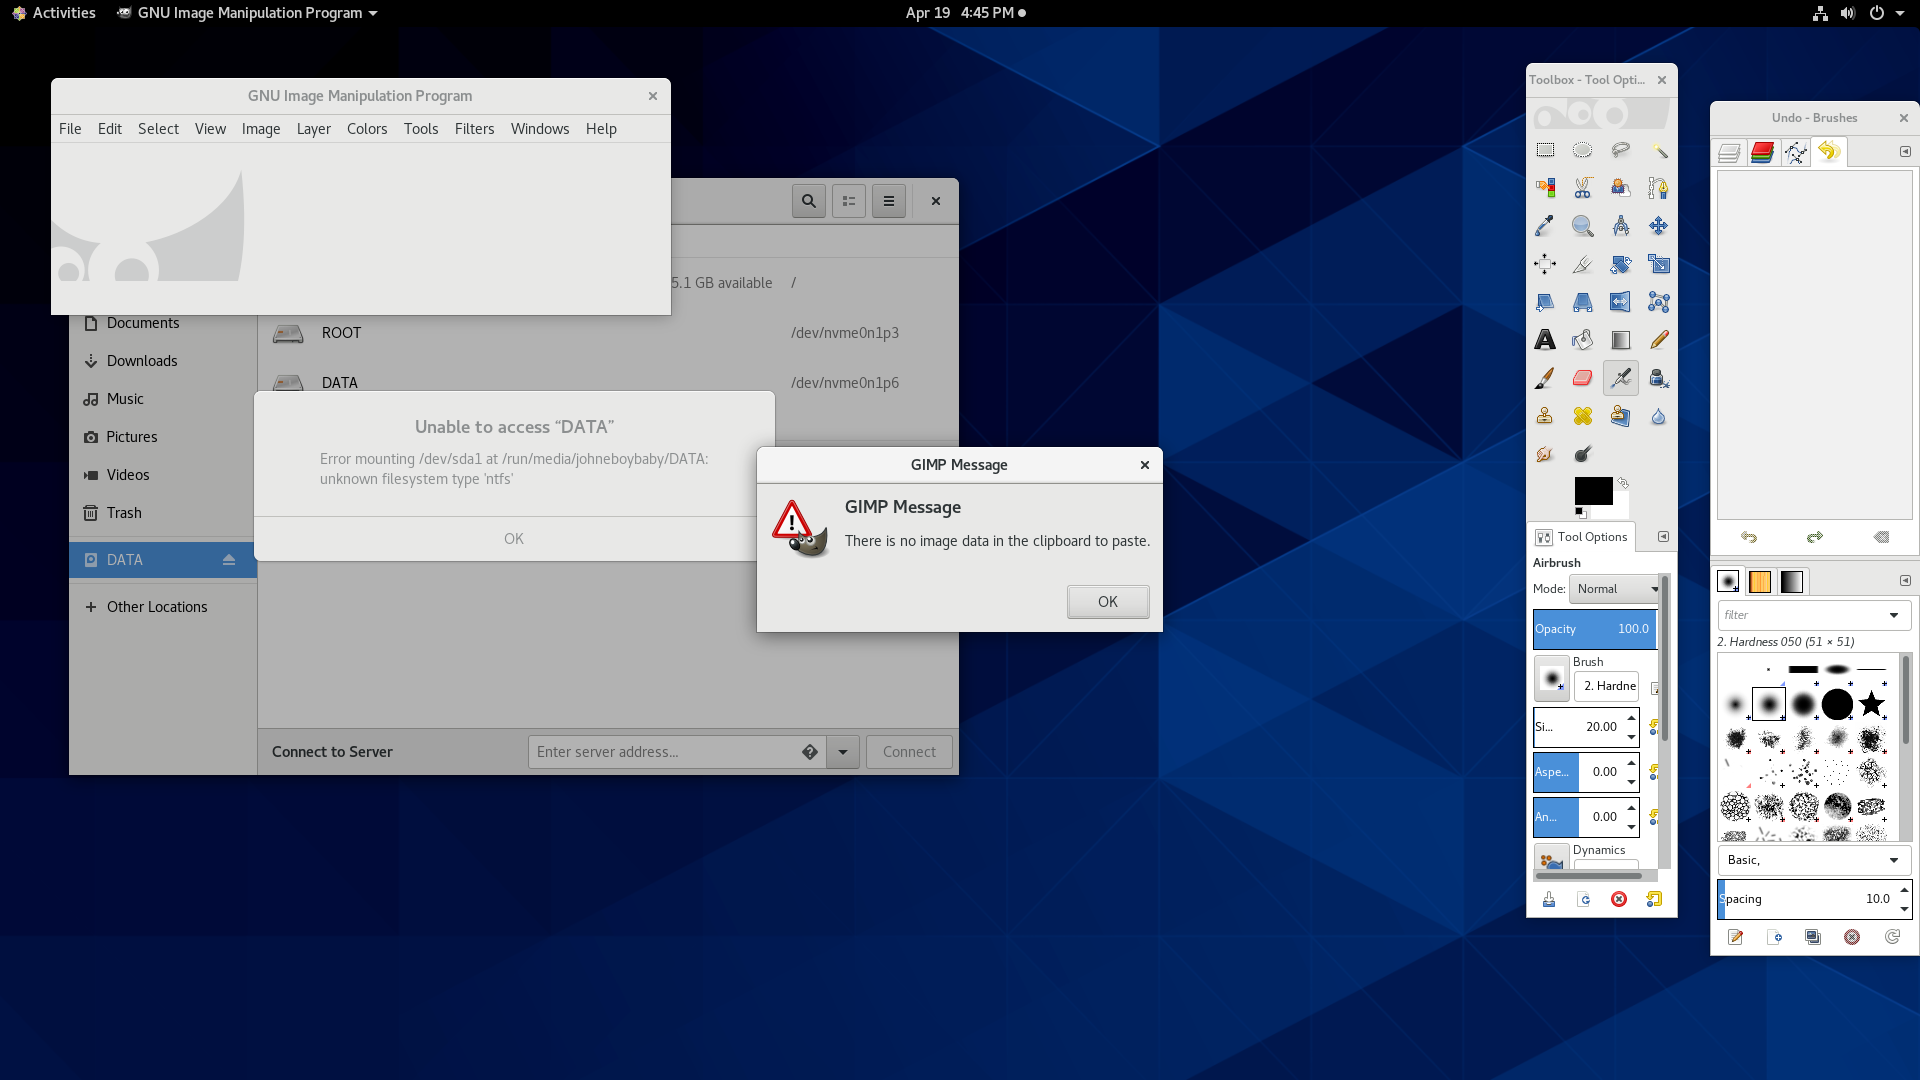 Activities
GNU Image Manipulation Program
Apr 19 4:45 PM
GNU Image Manipulation Program
File Edit Select View Image Layer Colors Tools Filters Windows Help
5.1 GB available /
Documents
Downloads
Music
Pictures
Videos
Trash
DATA
Other Locations
ROOT /dev/nvme0n1p3
DATA /dev/nvme0n1p6
Unable to access “DATA”
Error mounting /dev/sda1 at /run/media/johneboybaby/DATA:
unknown filesystem type 'ntfs'
OK
Connect to Server
Enter server address...
Connect
GIMP Message
GIMP Message
There is no image data in the clipboard to paste.
OK
Toolbox - Tool Opti...
Tool Options
Airbrush
Mode: Normal
Opacity 100.0
Brush
2. Hardne
Si... 20.00
Aspe... 0.00
An... 0.00
Dynamics
Undo - Brushes
filter
2. Hardness 050 (51 × 51)
Basic,
Spacing 10.0